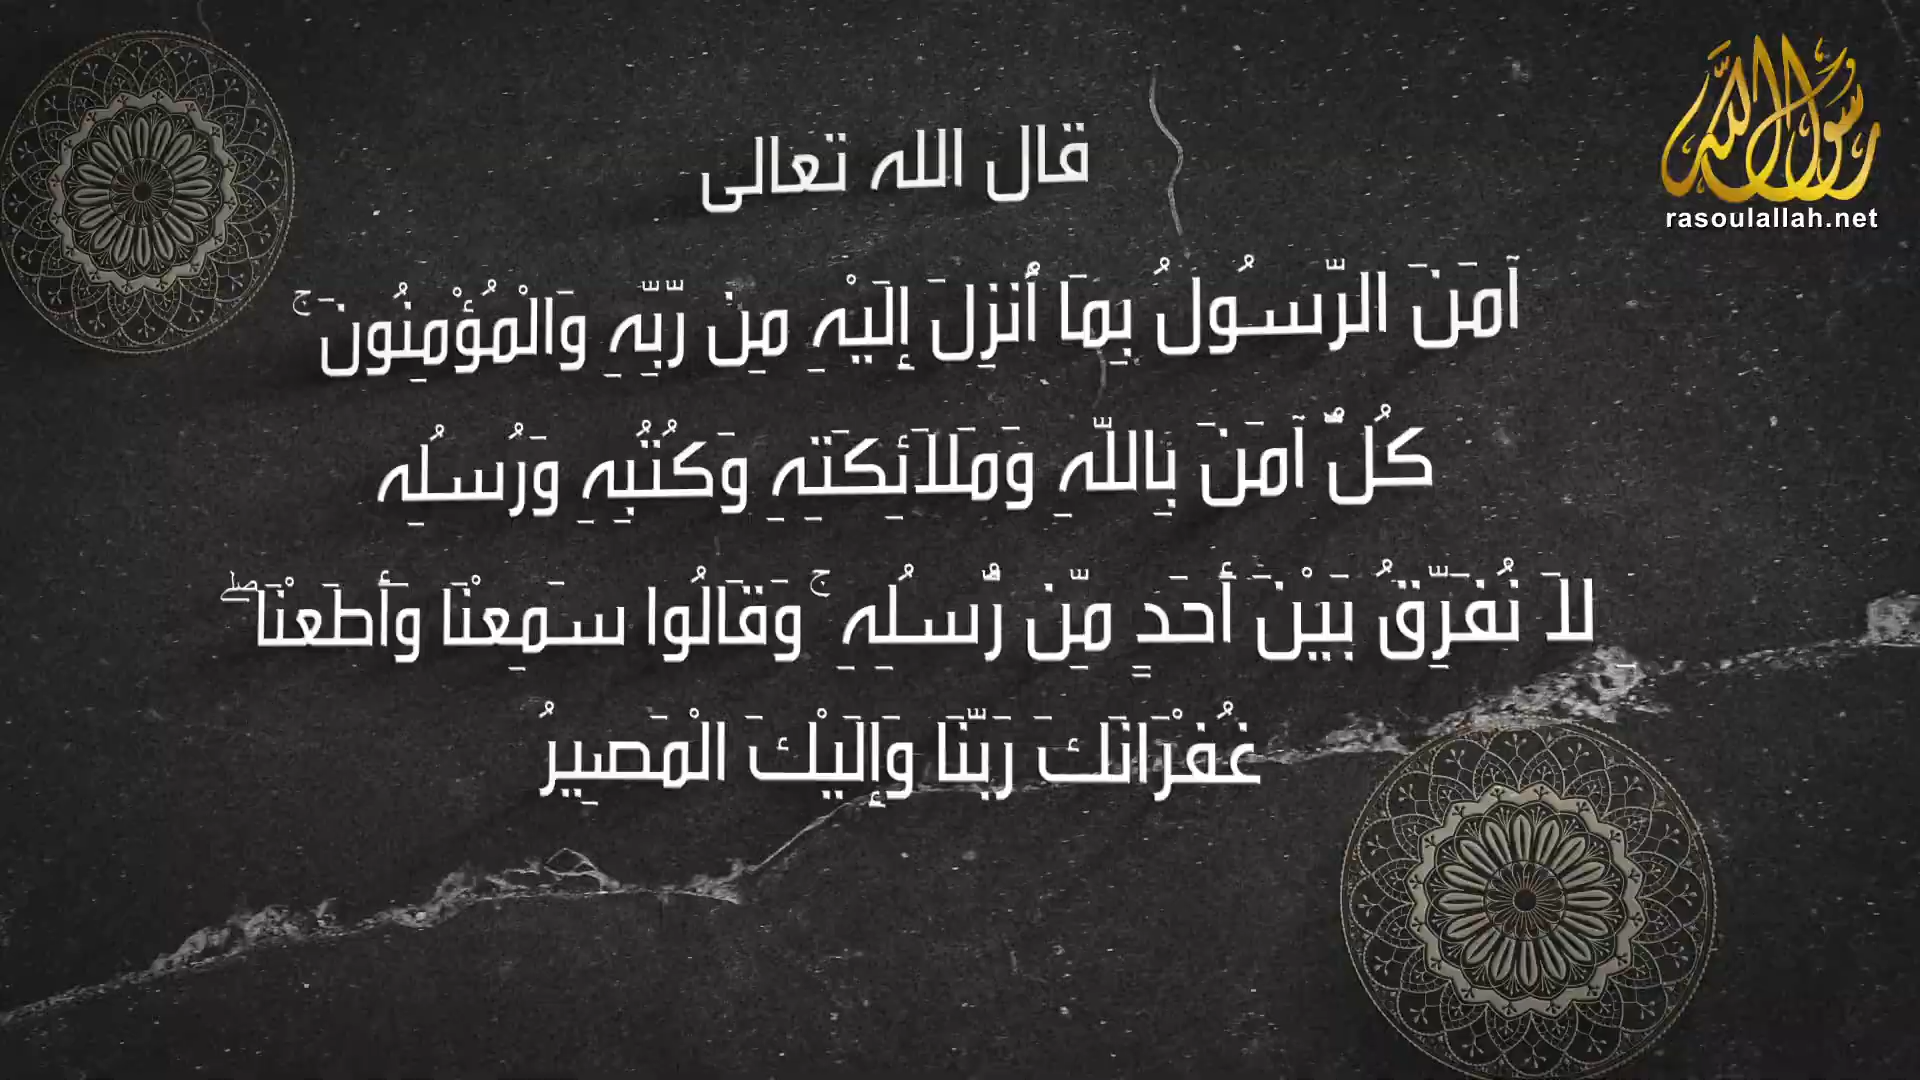 رسول الله
rasoulallah.net
قال الله تعالى
آمَنَ الرَّسُولُ بِمَا أُنزِلَ إِلَيْهِ مِن رَّبِّهِ وَالْمُؤْمِنُونَ ۚ
كُلٌّ آمَنَ بِاللَّهِ وَمَلَائِكَتِهِ وَكُتُبِهِ وَرُسُلِهِ
لَا نُفَرِّقُ بَيْنَ أَحَدٍ مِّن رُّسُلِهِ ۚ وَقَالُوا سَمِعْنَا وَأَطَعْنَا ۖ
غُفْرَانَكَ رَبَّنَا وَإِلَيْكَ الْمَصِيرُ